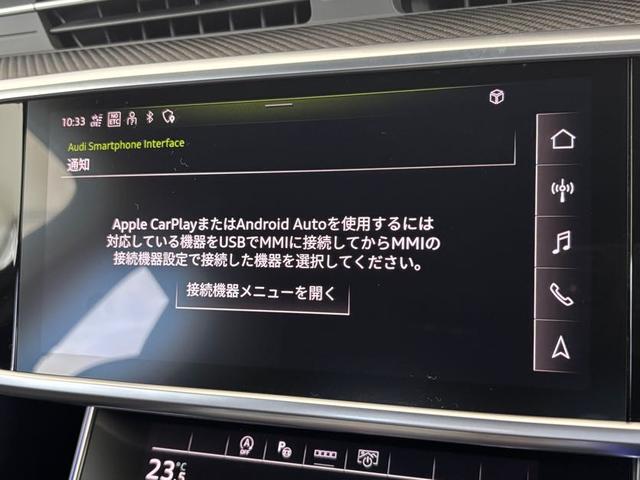 10:33
NO
ETC
Audi Smartphone Interface
通知
Apple CarPlayまたはAndroid Autoを使用するには
対応している機器をUSBでMMIに接続してからMMIの
接続機器設定で接続した機器を選択してください。
接続機器メニューを開く
A
OFF
P
23.5
°C